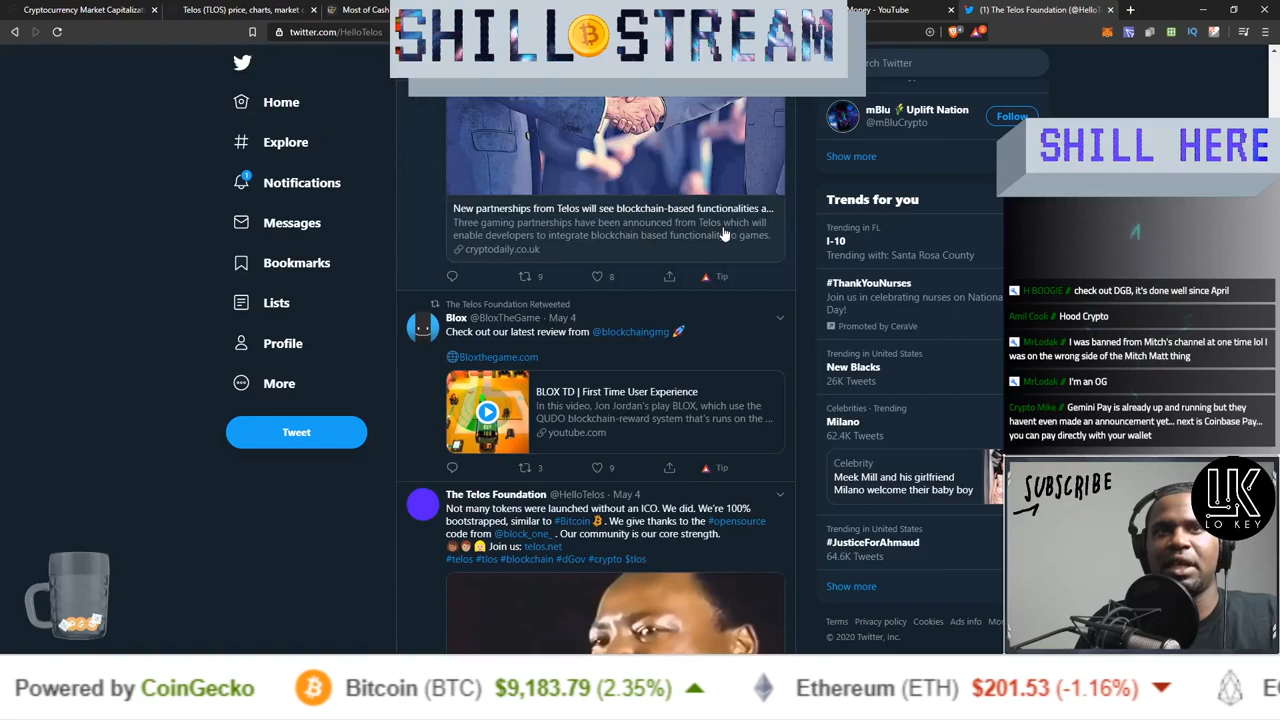 Cryptocurrency Market Capitaliz
Telos (TLOS) price, charts, market c
Most of Cash
Money - YouTube
(1) The Telos Foundation (@HelloT
twitter.com/HelloTelos
SHILL STREAM
Search Twitter
Home
Explore
1
Notifications
Messages
Bookmarks
Lists
Profile
More
Tweet
New partnerships from Telos will see blockchain-based functionalities a...
Three gaming partnerships have been announced from Telos which will
enable developers to integrate blockchain based functionality to games.
cryptodaily.co.uk
9
8
Tip
The Telos Foundation Retweeted
Blox @BloxTheGame · May 4
Check out our latest review from @blockchaingmg
Bloxthegame.com
BLOX TD | First Time User Experience
In this video, Jon Jordan's play BLOX, which use the
QUDO blockchain-reward system that's runs on the ...
youtube.com
3
9
Tip
The Telos Foundation @HelloTelos · May 4
Not many tokens were launched without an ICO. We did. We're 100%
bootstrapped, similar to #Bitcoin. We give thanks to the #opensource
code from @block_one_ . Our community is our core strength.
Join us: telos.net
#telos #tlos #blockchain #dGov #crypto $tlos
mBlu Uplift Nation
@mBluCrypto
Follow
Show more
Trends for you
Trending in FL
I-10
Trending with: Santa Rosa County
#ThankYouNurses
Join us in celebrating nurses on Nationa
Day!
Promoted by CeraVe
Trending in United States
New Blacks
26K Tweets
Celebrities · Trending
Milano
62.4K Tweets
Celebrity
Meek Mill and his girlfriend
Milano welcome their baby boy
Trending in United States
#JusticeForAhmaud
64.6K Tweets
Show more
Terms Privacy policy Cookies Ads info Mor
© 2020 Twitter, Inc.
SHILL HERE
H BOOGIE // check out DGB, it's done well since April
Amil Cook // Hood Crypto
MrLodak // I was banned from Mitch's channel at one time lol I
was on the wrong side of the Mitch Matt thing
MrLodak // I'm an OG
Crypto Mike // Gemini Pay is already up and running but they
havent even made an announcement yet... next is Coinbase Pay...
you can pay directly with your wallet
SUBSCRIBE
LK
LO KEY
Powered by CoinGecko
Bitcoin (BTC) $9,183.79 (2.35%)
Ethereum (ETH) $201.53 (-1.16%)